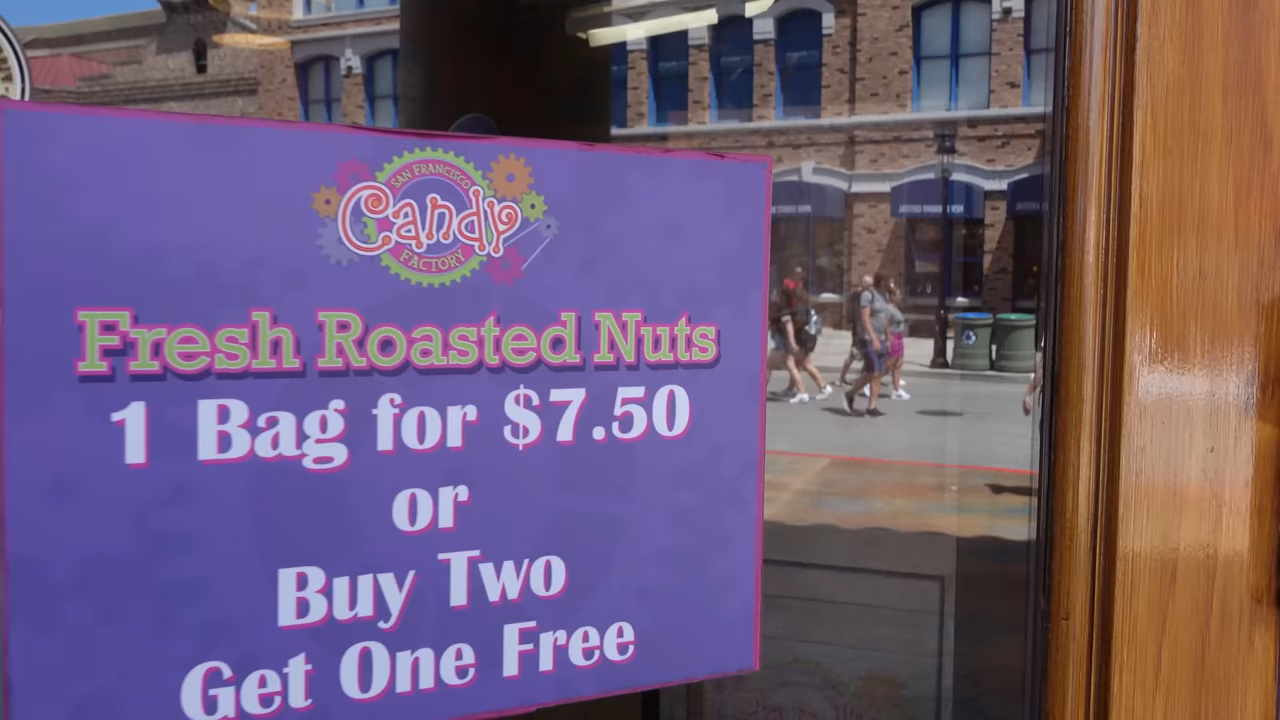 SAN FRANCISCO
Candy
FACTORY
Fresh Roasted Nuts
1 Bag for $7.50
or
Buy Two
Get One Free